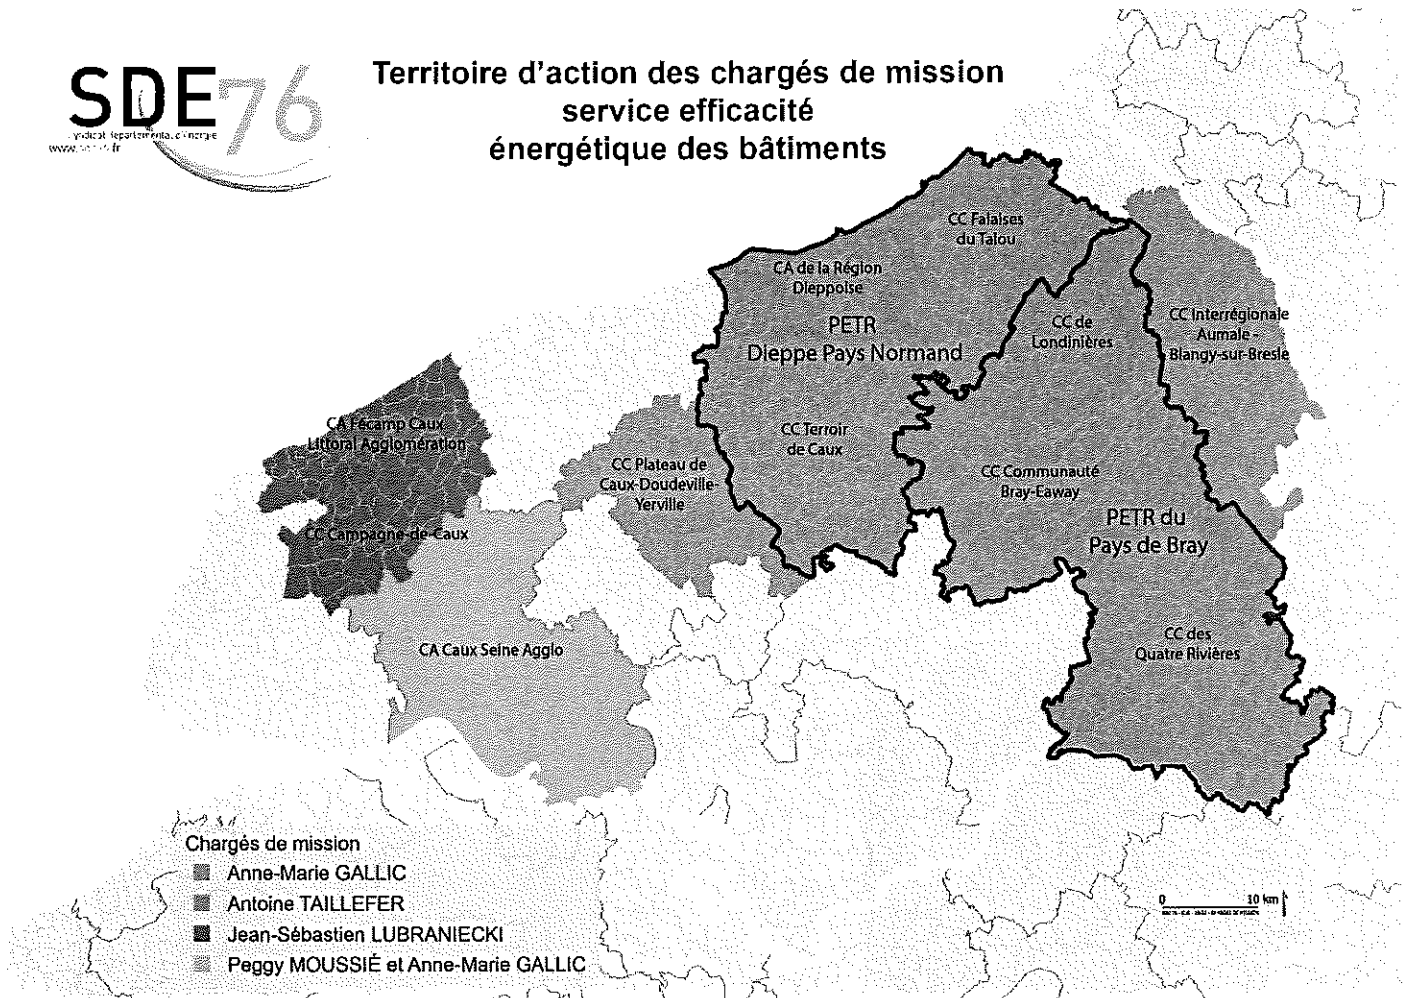 SDE76
www.
.fr
Territoire d'action des chargés de mission
service efficacité
énergétique des bâtiments
CC Falaises
du Talou
CA de la Région
Dieppoise
PETR
Dieppe Pays Normand
CC de
Londinières
CC Interrégionale
Aumale -
Blangy-sur-Bresle
CA Fécamp Caux
Littoral Agglomération
CC Terroir
de Caux
CC Plateau de
Caux-Doudeville-
Yerville
CC Communauté
Bray-Eawy
PETR du
Pays de Bray
CC Campagne-de-Caux
CC des
Quatre Rivières
CA Caux Seine Agglo
Chargés de mission
Anne-Marie GALLIC
Antoine TAILLEFER
Jean-Sébastien LUBRANIECKI
Peggy MOUSSIÉ et Anne-Marie GALLIC
0 10 km